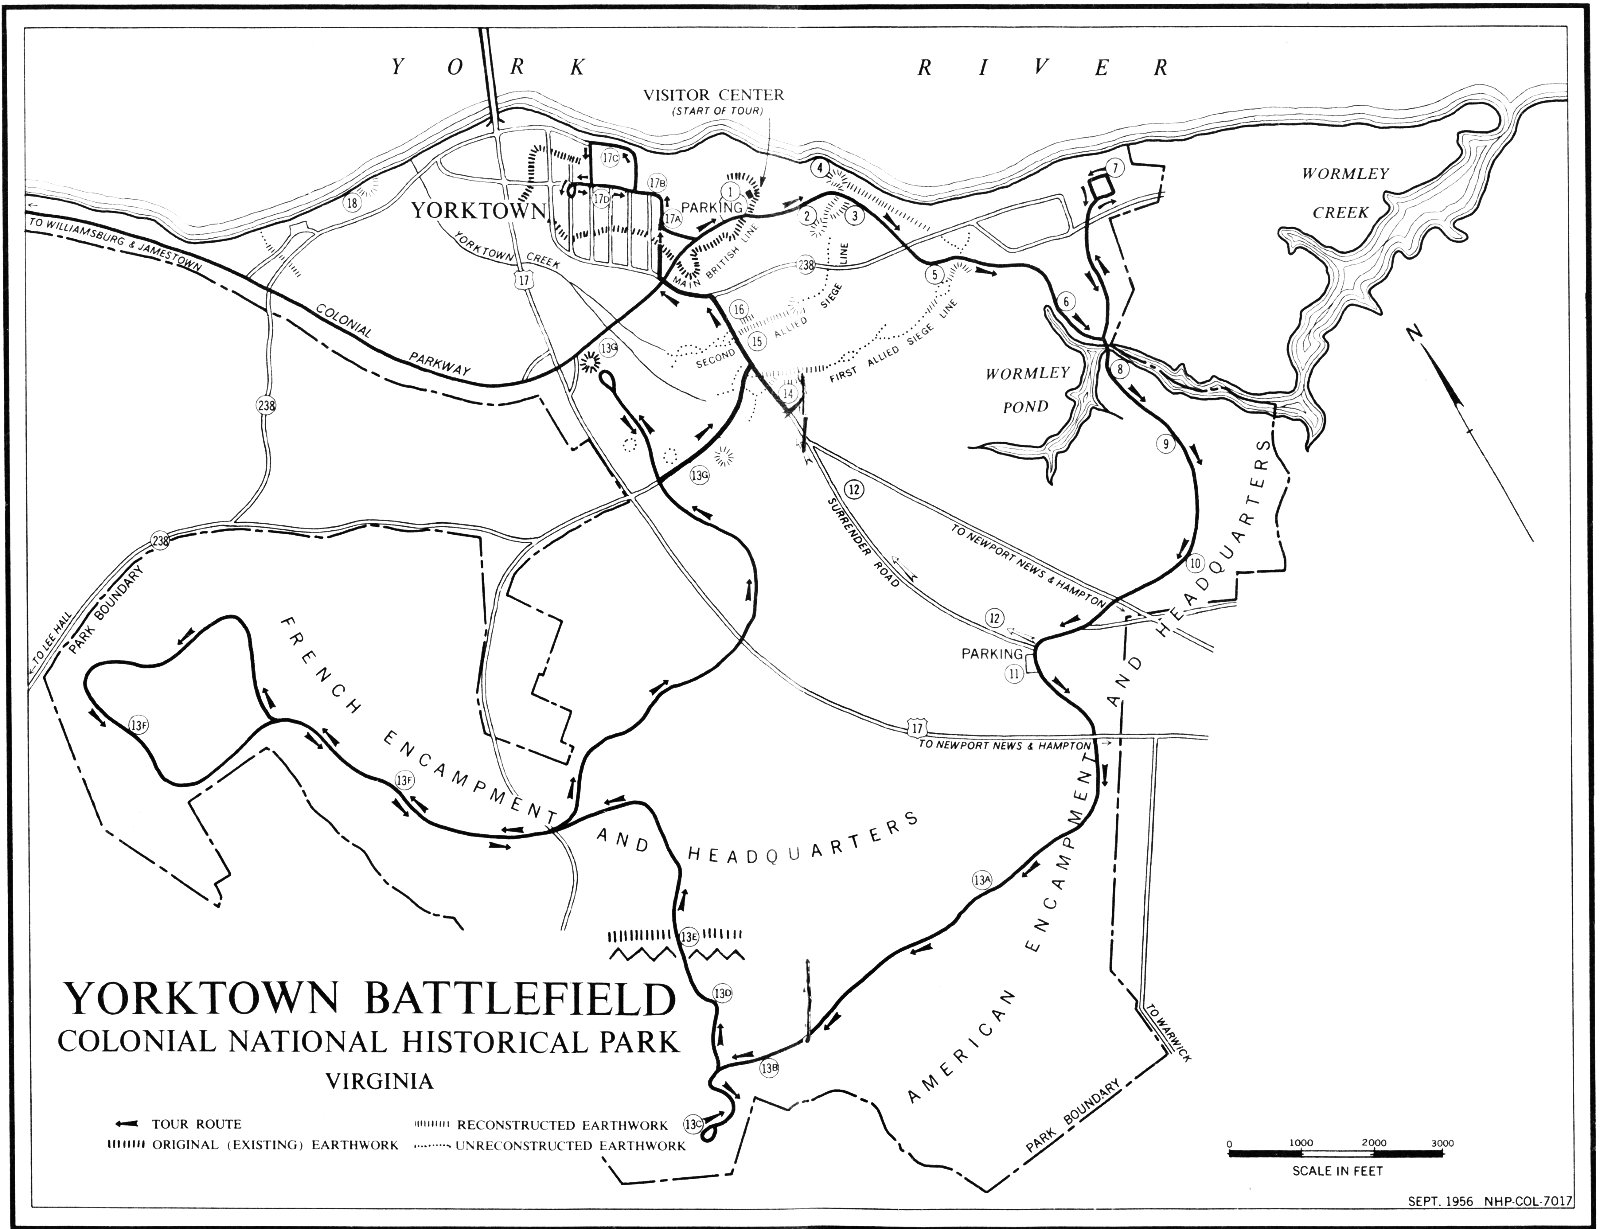 YORK RIVER
VISITOR CENTER
(START OF TOUR)
WORMLEY
CREEK
4
7
17C
17B
1
17D
17A
PARKING
18
YORKTOWN
2
3
TO WILLIAMSBURG & JAMESTOWN
YORKTOWN CREEK
MAIN BRITISH LINE
238
5
17
6
COLONIAL PARKWAY
16
15
SECOND ALLIED SIEGE LINE
FIRST ALLIED SIEGE LINE
N
13G
8
WORMLEY
POND
14
238
9
13G
12
SURRENDER ROAD
TO NEWPORT NEWS & HAMPTON
238
10
PARK BOUNDARY
TO LEE HALL
12
PARKING
11
13F
17
TO NEWPORT NEWS & HAMPTON
13F
FRENCH ENCAMPMENT AND HEADQUARTERS
13A
AMERICAN ENCAMPMENT AND HEADQUARTERS
13E
13D
TO WARWICK
13B
13C
PARK BOUNDARY
YORKTOWN BATTLEFIELD
COLONIAL NATIONAL HISTORICAL PARK
VIRGINIA
TOUR ROUTE
RECONSTRUCTED EARTHWORK
ORIGINAL (EXISTING) EARTHWORK
UNRECONSTRUCTED EARTHWORK
0 1000 2000 3000
SCALE IN FEET
SEPT. 1956 NHP-COL-7017